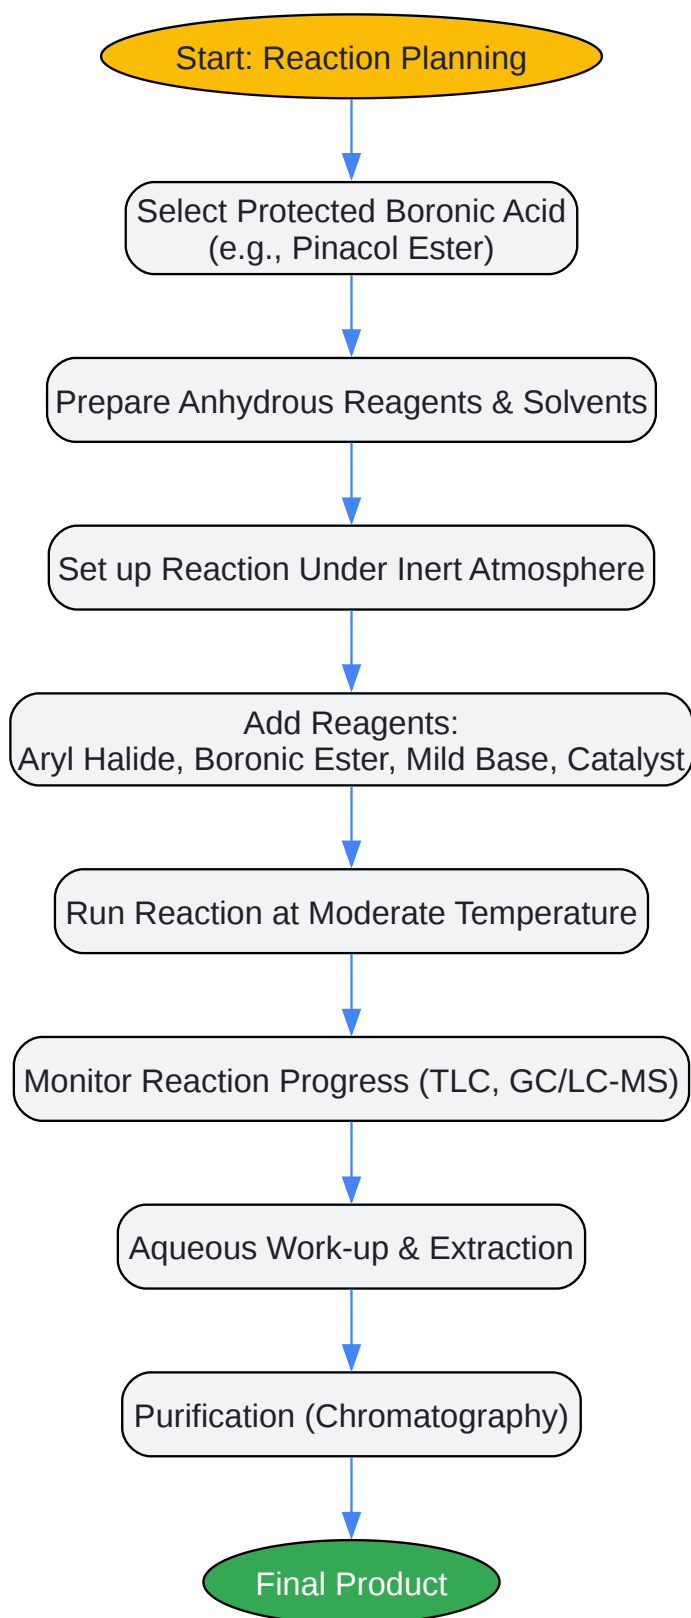 Start: Reaction Planning
Select Protected Boronic Acid
(e.g., Pinacol Ester)
Prepare Anhydrous Reagents & Solvents
Set up Reaction Under Inert Atmosphere
Add Reagents:
Aryl Halide, Boronic Ester, Mild Base, Catalyst
Run Reaction at Moderate Temperature
Monitor Reaction Progress (TLC, GC/LC-MS)
Aqueous Work-up & Extraction
Purification (Chromatography)
Final Product